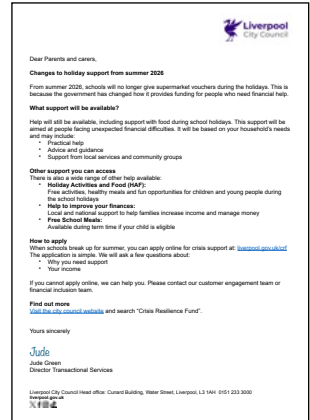 Liverpool
City Council
Dear Parents and carers,
Changes to holiday support from summer 2026
From summer 2026, schools will no longer give supermarket vouchers during the holidays. This is
because the government has changed how it provides funding for people who need financial help.
What support will be available?
Help will still be available, including support with food during school holidays. This support will be
aimed at people facing unexpected financial difficulties. It will be based on your household's needs
and may include:
• Practical help
• Advice and guidance
• Support from local services and community groups
Other support you can access
There is also a wide range of other help available:
• Holiday Activities and Food (HAF):
Free activities, healthy meals and fun opportunities for children and young people during
the school holidays
• Help to improve your finances:
Local and national support to help families increase income and manage money
• Free School Meals:
Available during term time if your child is eligible
How to apply
When schools break up for summer, you can apply online for crisis support at: liverpool.gov.uk/crf
The application is simple. We will ask a few questions about:
• Why you need support
• Your income
If you cannot apply online, we can help you. Please contact our customer engagement team or
financial inclusion team.
Find out more
Visit the city council website and search "Crisis Resilience Fund".
Yours sincerely
Jude
Jude Green
Director Transactional Services
Liverpool City Council Head office: Cunard Building, Water Street, Liverpool, L3 1AH 0151 233 3000
liverpool.gov.uk